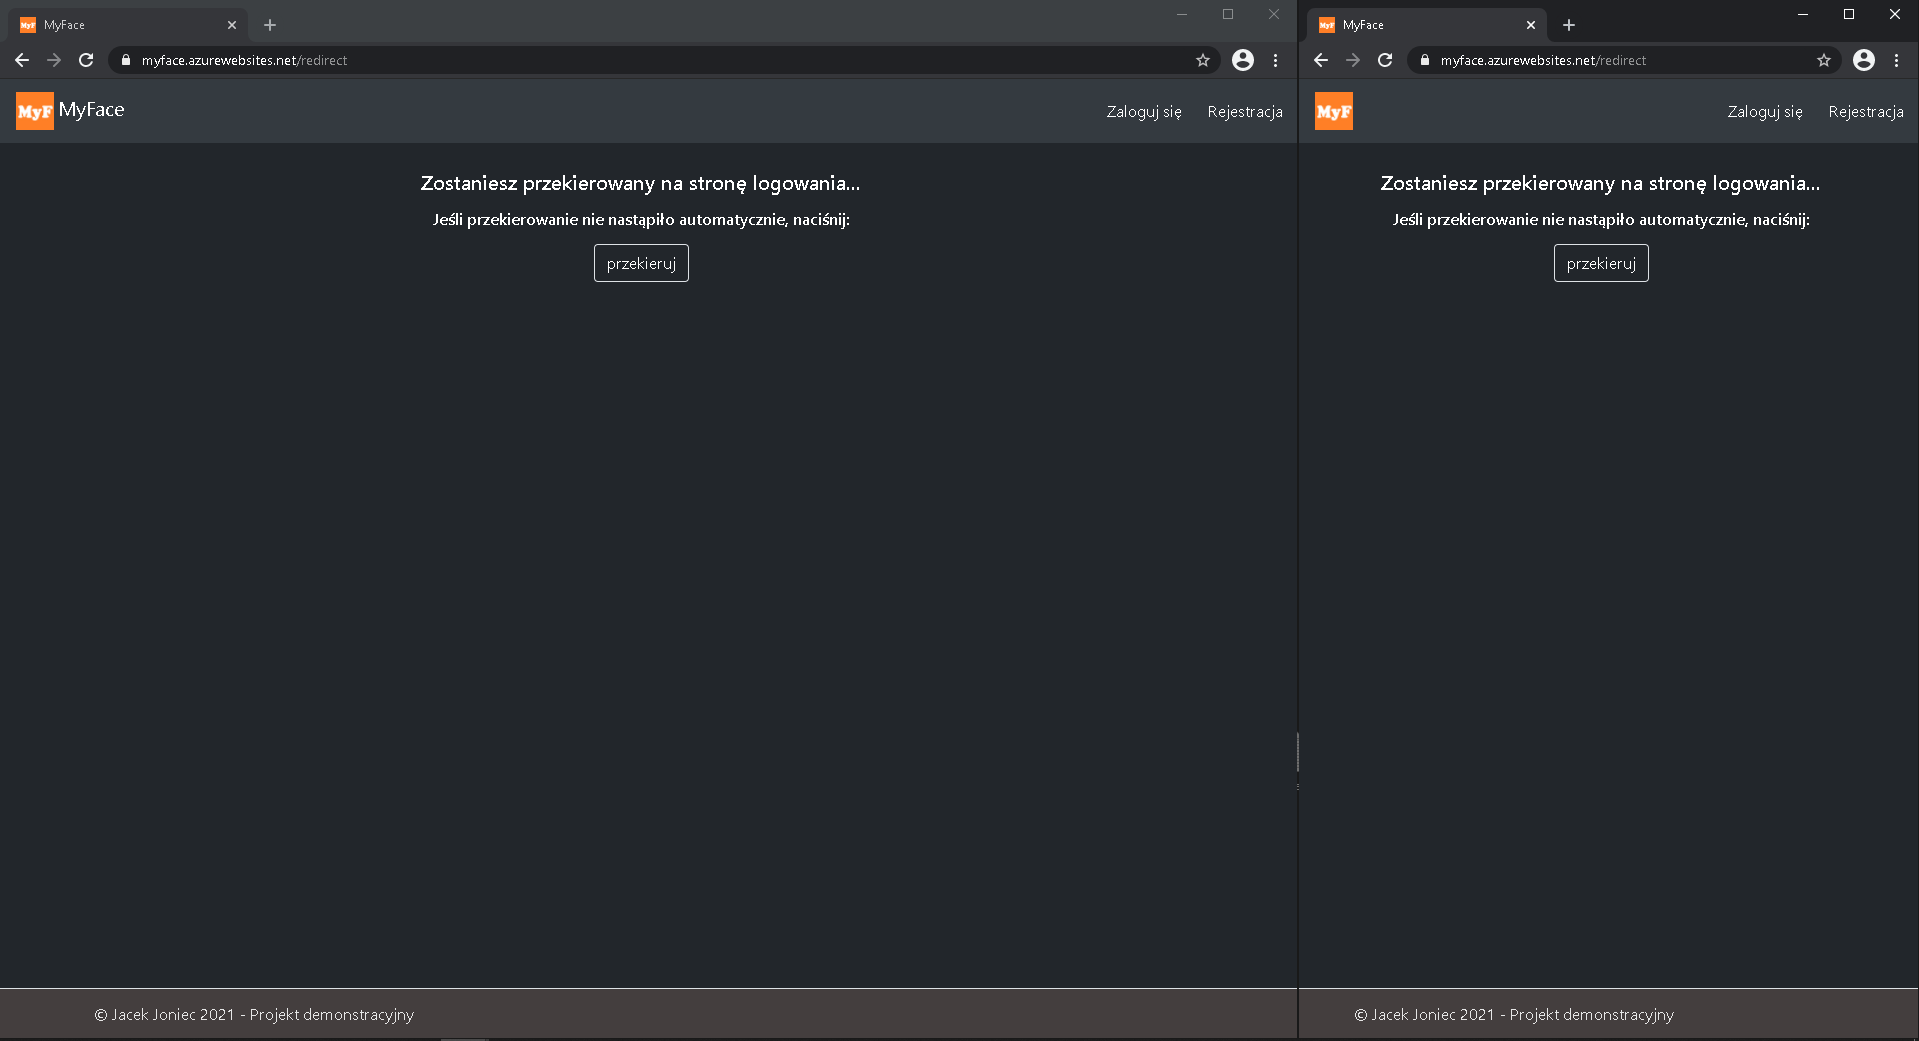 MyF MyFace
myface.azurewebsites.net/redirect
MyF MyFace
Zaloguj się Rejestracja
Zostaniesz przekierowany na stronę logowania...
Jeśli przekierowanie nie nastąpiło automatycznie, naciśnij:
przekieruj
© Jacek Joniec 2021 - Projekt demonstracyjny
MyF MyFace
myface.azurewebsites.net/redirect
MyF
Zaloguj się Rejestracja
Zostaniesz przekierowany na stronę logowania...
Jeśli przekierowanie nie nastąpiło automatycznie, naciśnij:
przekieruj
© Jacek Joniec 2021 - Projekt demonstracyjny